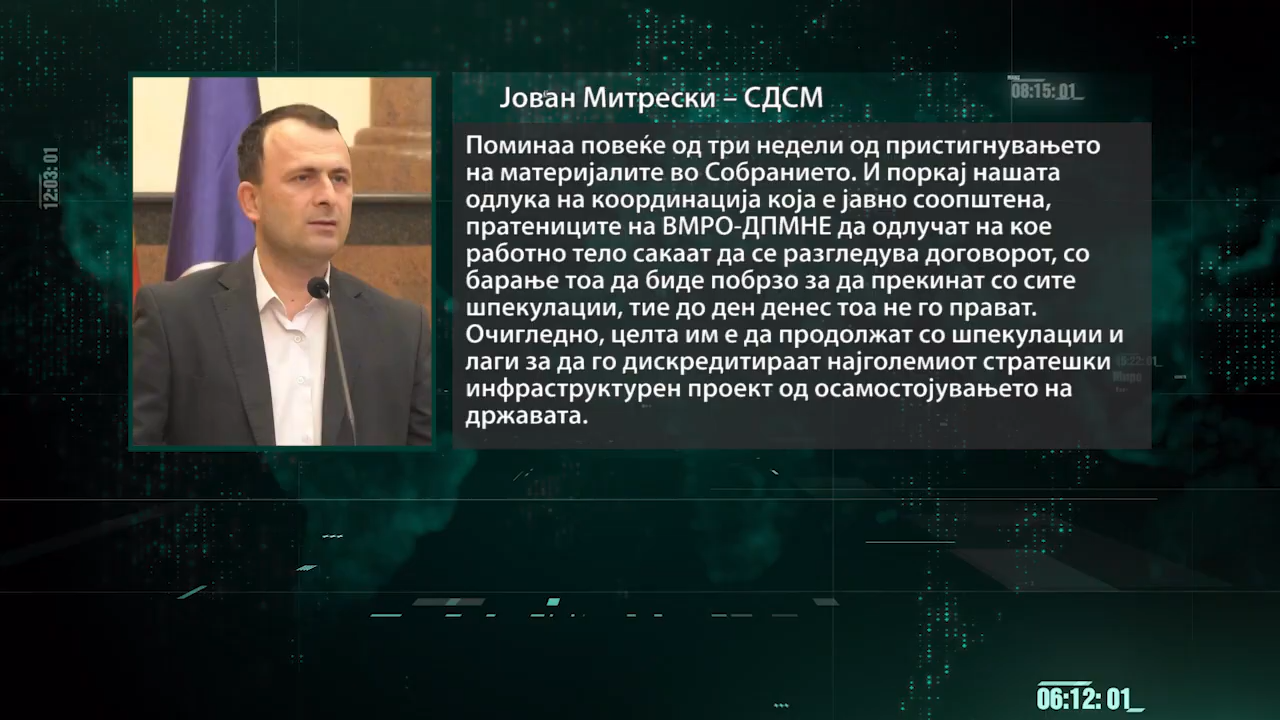 Јован Митрески – СДСМ
08:15: 01
12:03: 01
Поминаа повеќе од три недели од пристигнувањето
на материјалите во Собранието. И поркај нашата
одлука на координација која е јавно соопштена,
пратениците на ВМРО-ДПМНЕ да одлучат на кое
работно тело сакаат да се разгледува договорот, со
барање тоа да биде побрзо за да прекинат со сите
шпекулации, тие до ден денес тоа не го прават.
Очигледно, целта им е да продолжат со шпекулации и
лаги за да го дискредитираат најголемиот стратешки
инфраструктурен проект од осамостојувањето на
државата.
06:12: 01